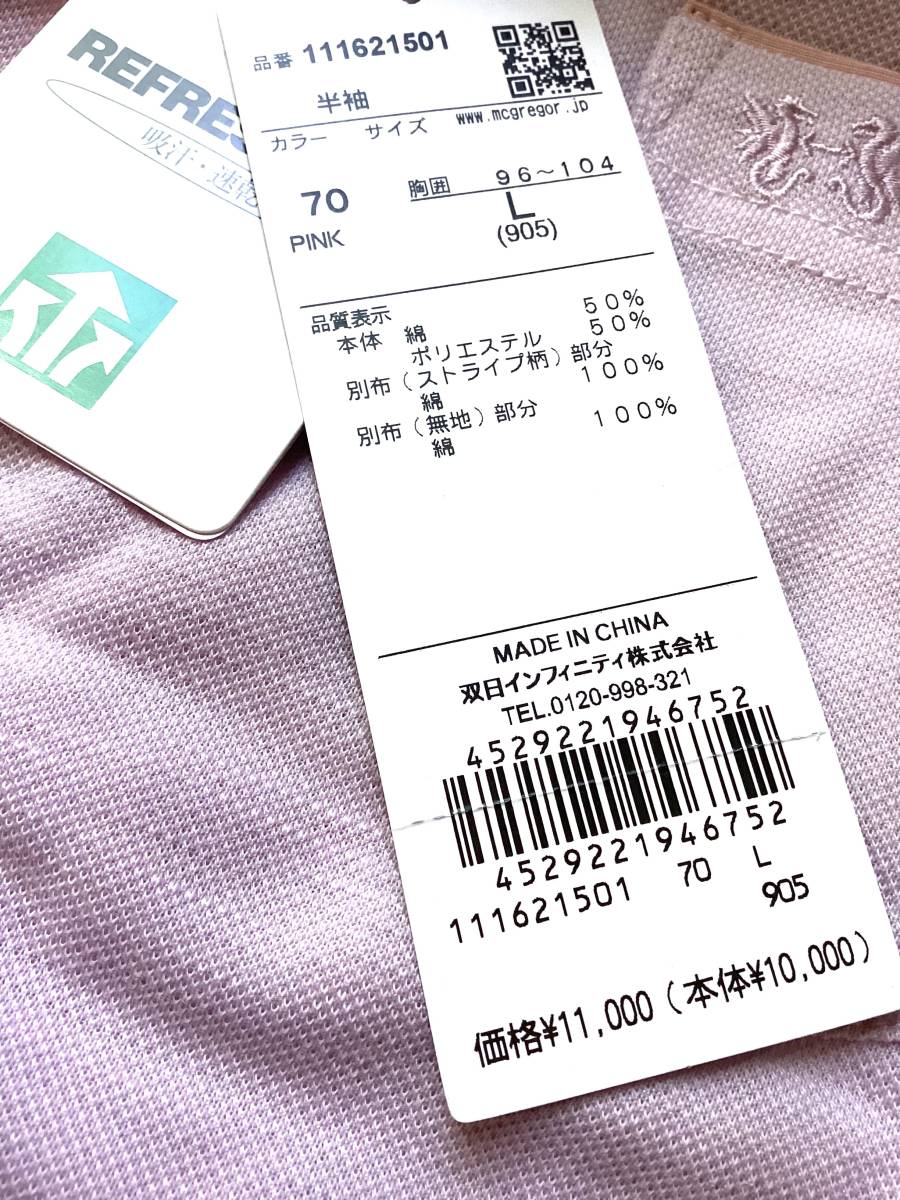 REFRES
吸汗・速乾
品番 111621501
半袖
カラー サイズ www.mcgregor.jp
70 胸囲 96～104
PINK L
(905)
品質表示
本体 綿 50%
ポリエステル 50%
別布(ストライプ柄)部分
綿 100%
別布(無地)部分
綿 100%
MADE IN CHINA
双日インフィニティ株式会社
TEL.0120-998-321
4529221946752
4529221946752
111621501 70 L
905
価格¥11,000(本体¥10,000)